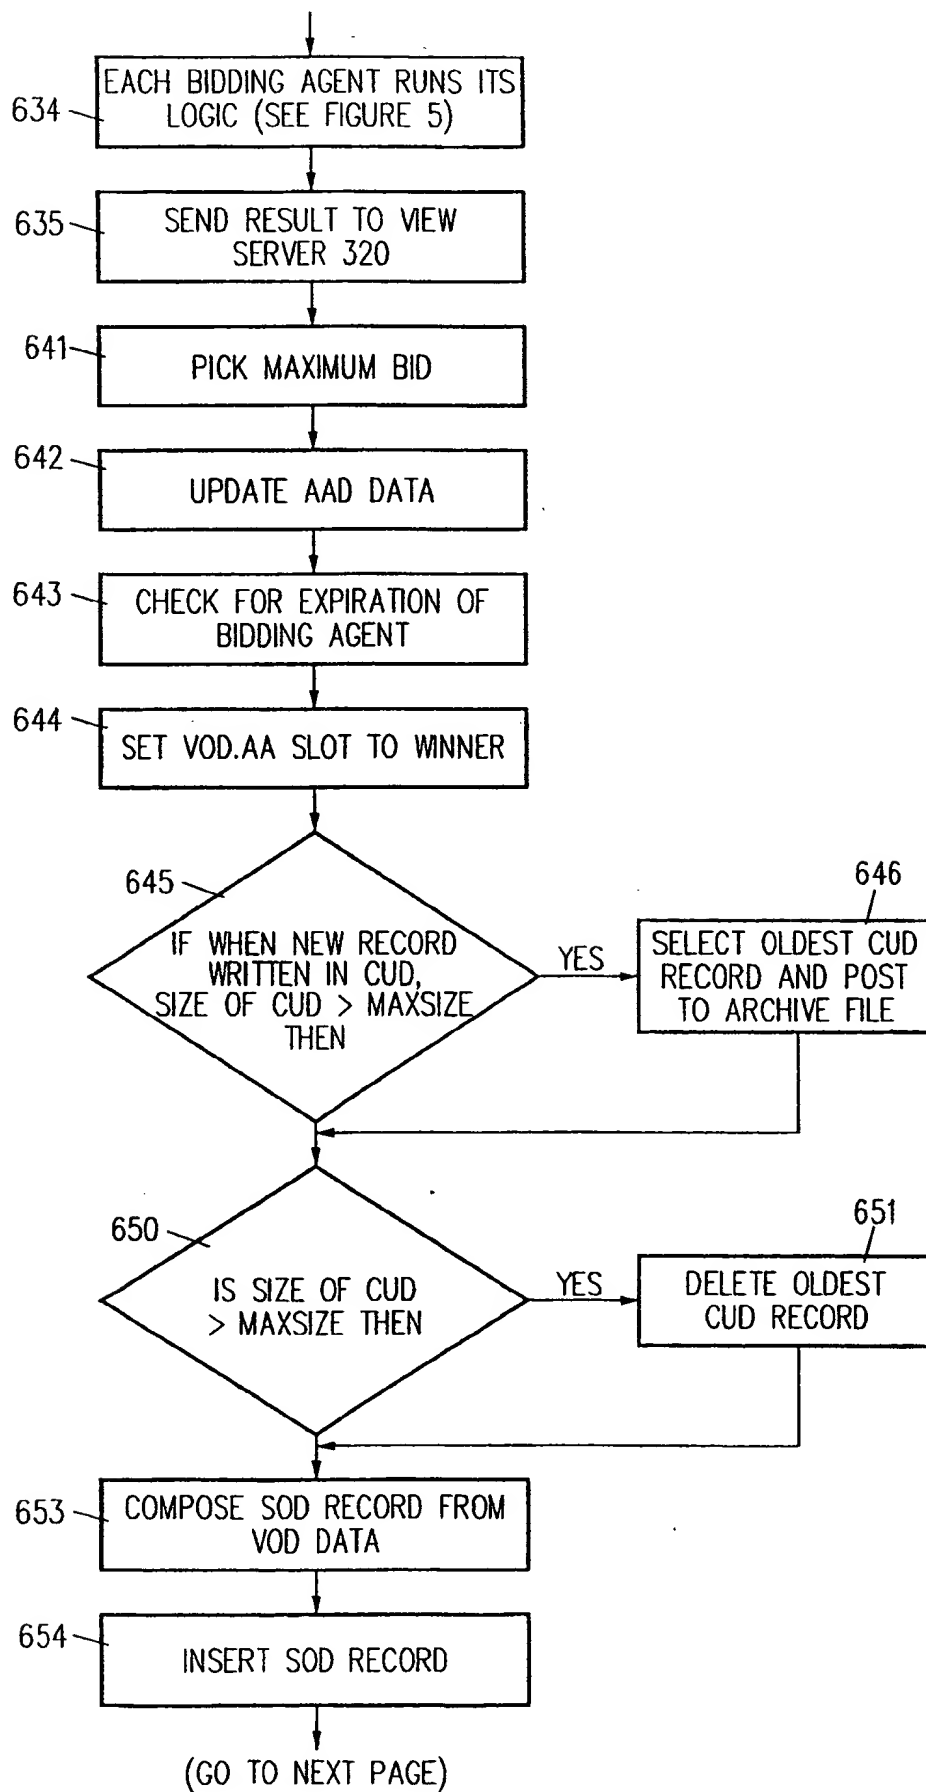 634
EACH BIDDING AGENT RUNS ITS
LOGIC (SEE FIGURE 5)
635
SEND RESULT TO VIEW
SERVER 320
641
PICK MAXIMUM BID
642
UPDATE AAD DATA
643
CHECK FOR EXPIRATION OF
BIDDING AGENT
644
SET VOD.AA SLOT TO WINNER
645
IF WHEN NEW RECORD
WRITTEN IN CUD,
SIZE OF CUD > MAXSIZE
THEN
YES
646
SELECT OLDEST CUD
RECORD AND POST
TO ARCHIVE FILE
650
IS SIZE OF CUD
> MAXSIZE THEN
YES
651
DELETE OLDEST
CUD RECORD
653
COMPOSE SOD RECORD FROM
VOD DATA
654
INSERT SOD RECORD
(GO TO NEXT PAGE)